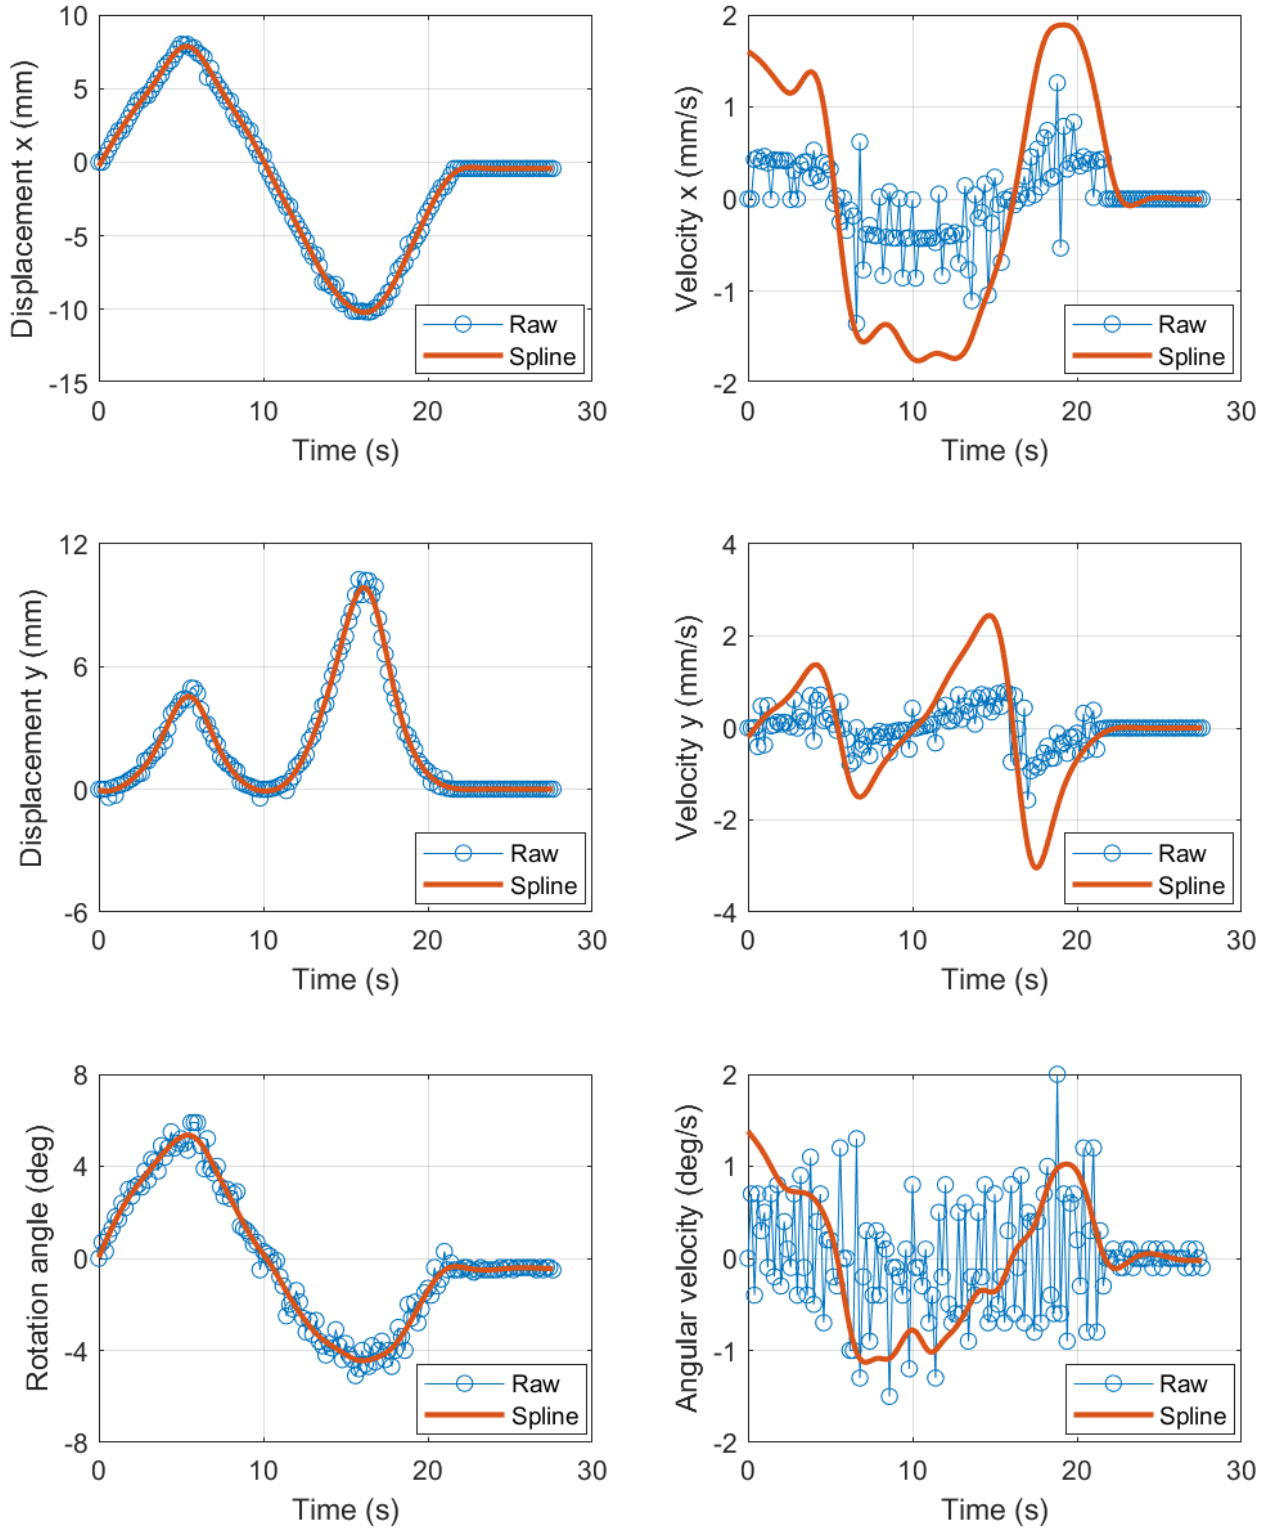 10
5
0
-5
-10
-15
Displacement x (mm)
Raw
Spline
0 10 20 30
Time (s)
2
1
0
-1
-2
Velocity x (mm/s)
Raw
Spline
0 10 20 30
Time (s)
12
6
0
-6
Displacement y (mm)
Raw
Spline
0 10 20 30
Time (s)
4
2
0
-2
-4
Velocity y (mm/s)
Raw
Spline
0 10 20 30
Time (s)
8
4
0
-4
-8
Rotation angle (deg)
Raw
Spline
0 10 20 30
Time (s)
2
1
0
-1
-2
Angular velocity (deg/s)
Raw
Spline
0 10 20 30
Time (s)